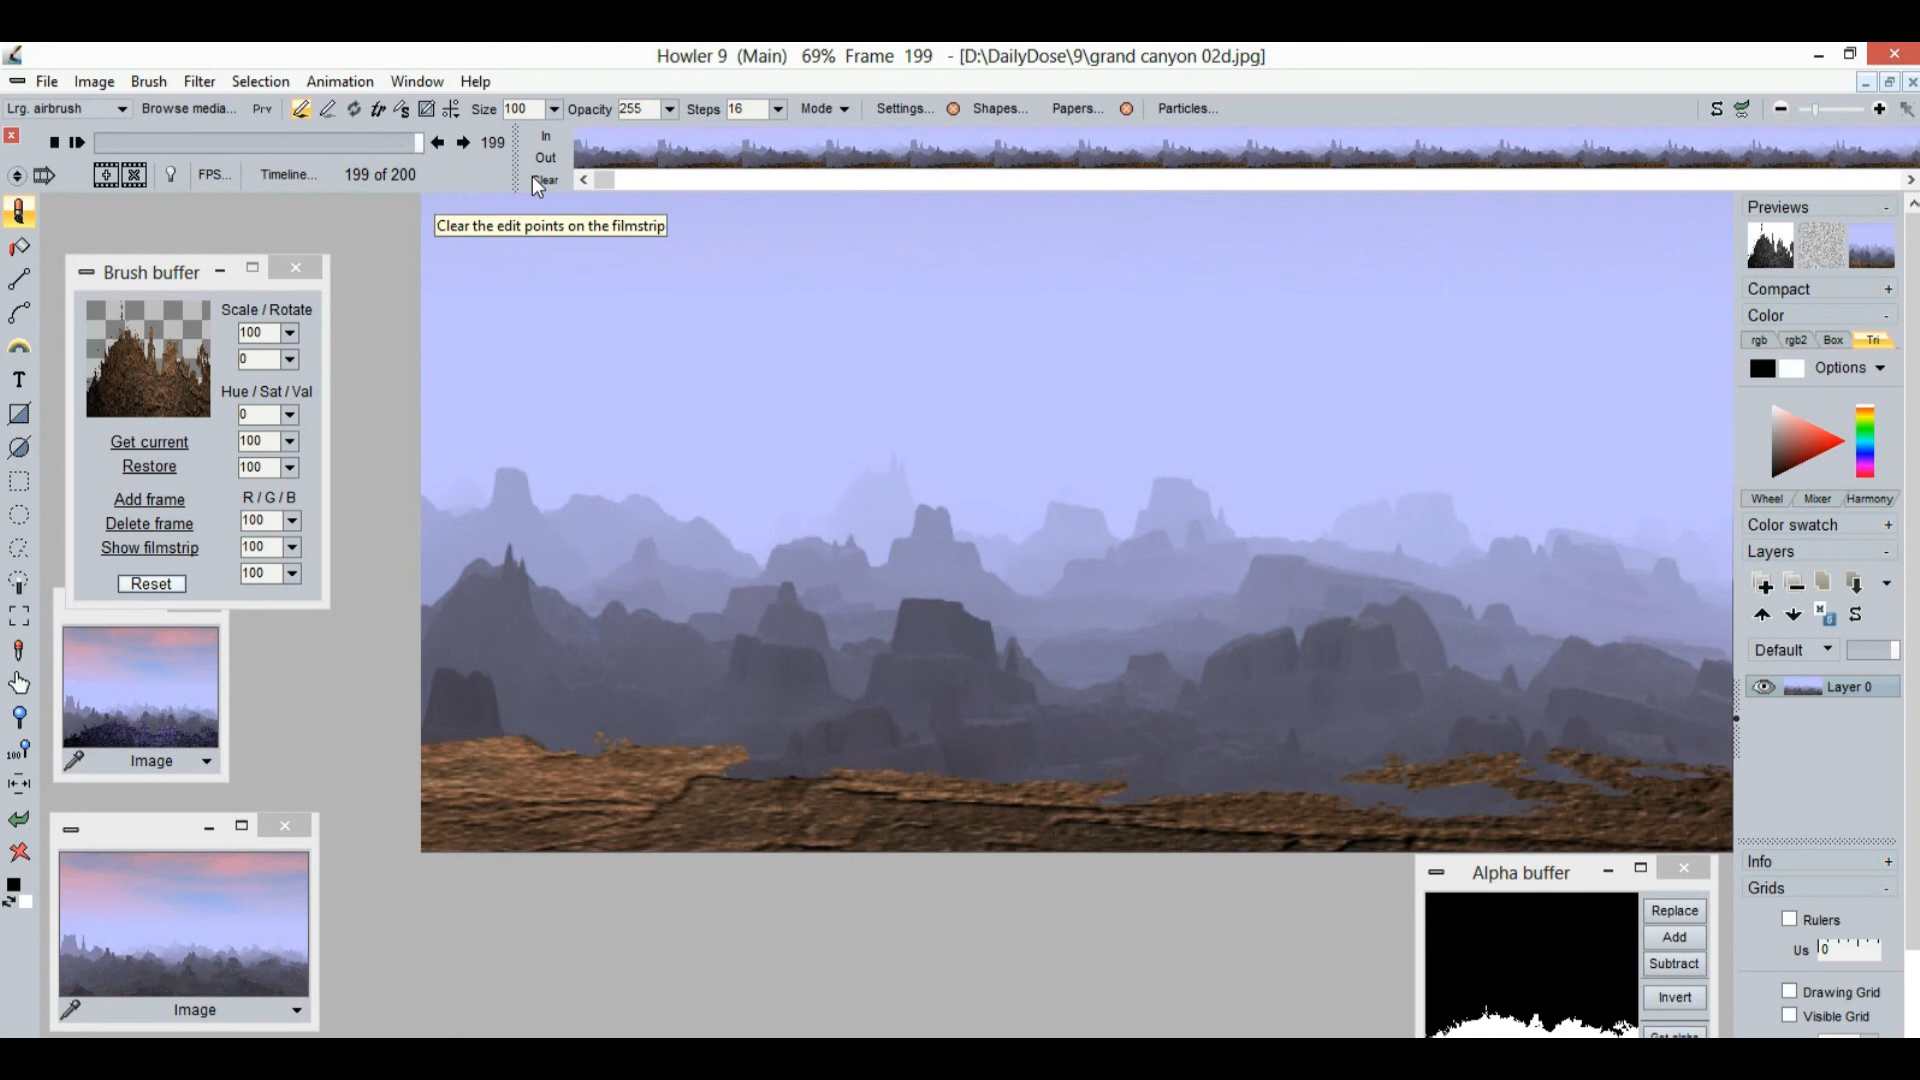 Howler 9 (Main) 69% Frame 199 - [D:\DailyDose\9\grand canyon 02d.jpg]
File Image Brush Filter Selection Animation Window Help
Lrg. airbrush Browse media... Prv Size 100 Opacity 255 Steps 16 Mode Settings... Shapes... Papers... Particles...
199
In
Out
Clear
FPS... Timeline... 199 of 200
Clear the edit points on the filmstrip
Brush buffer
Scale / Rotate
100
0
Hue / Sat / Val
0
100
100
Get current
Restore
Add frame
Delete frame
Show filmstrip
Reset
R / G / B
100
100
100
T
100
Image
Image
Previews -
Compact +
Color -
rgb rgb2 Box Tri
Options
Wheel Mixer Harmony
Color swatch +
Layers -
Default
Layer 0
Info +
Grids -
Rulers
Us 0
Drawing Grid
Visible Grid
Alpha buffer
Replace
Add
Subtract
Invert
Get alpha